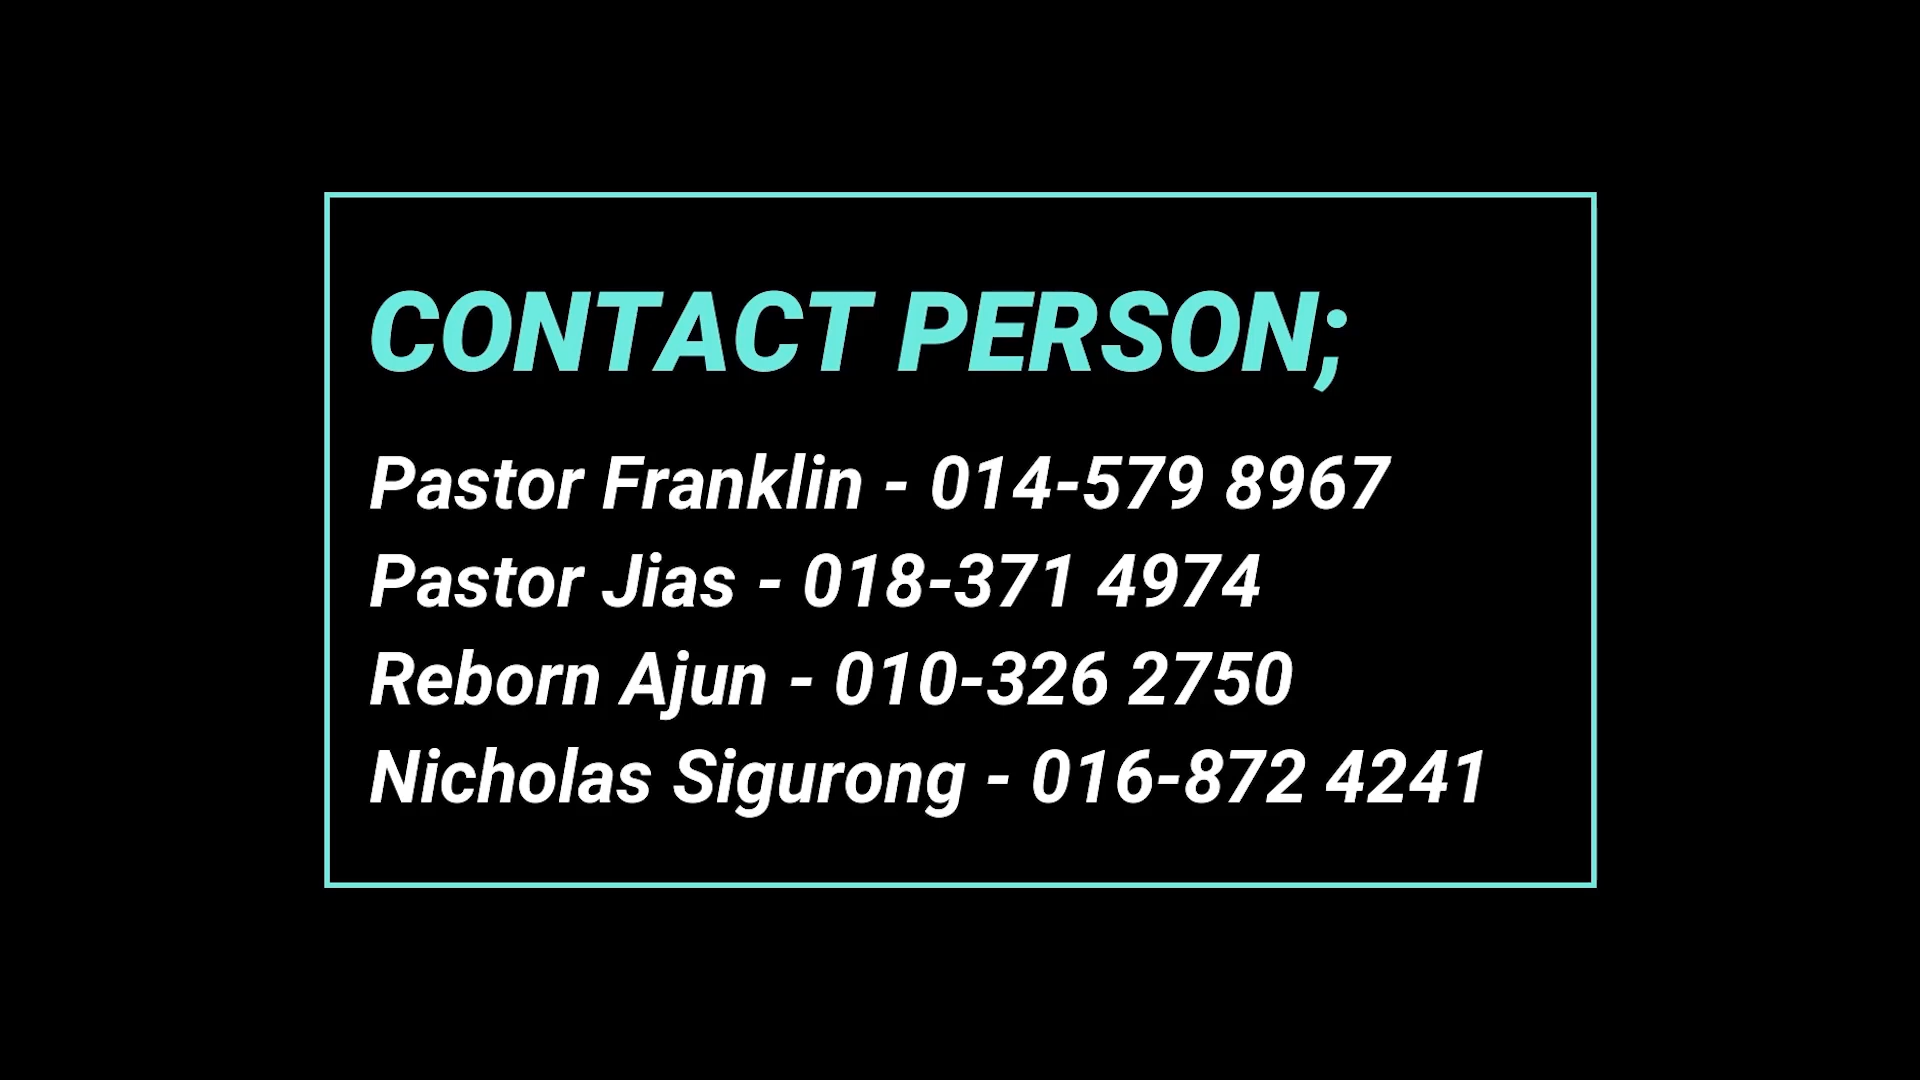 CONTACT PERSON;
Pastor Franklin - 014-579 8967
Pastor Jias - 018-371 4974
Reborn Ajun - 010-326 2750
Nicholas Sigurong - 016-872 4241